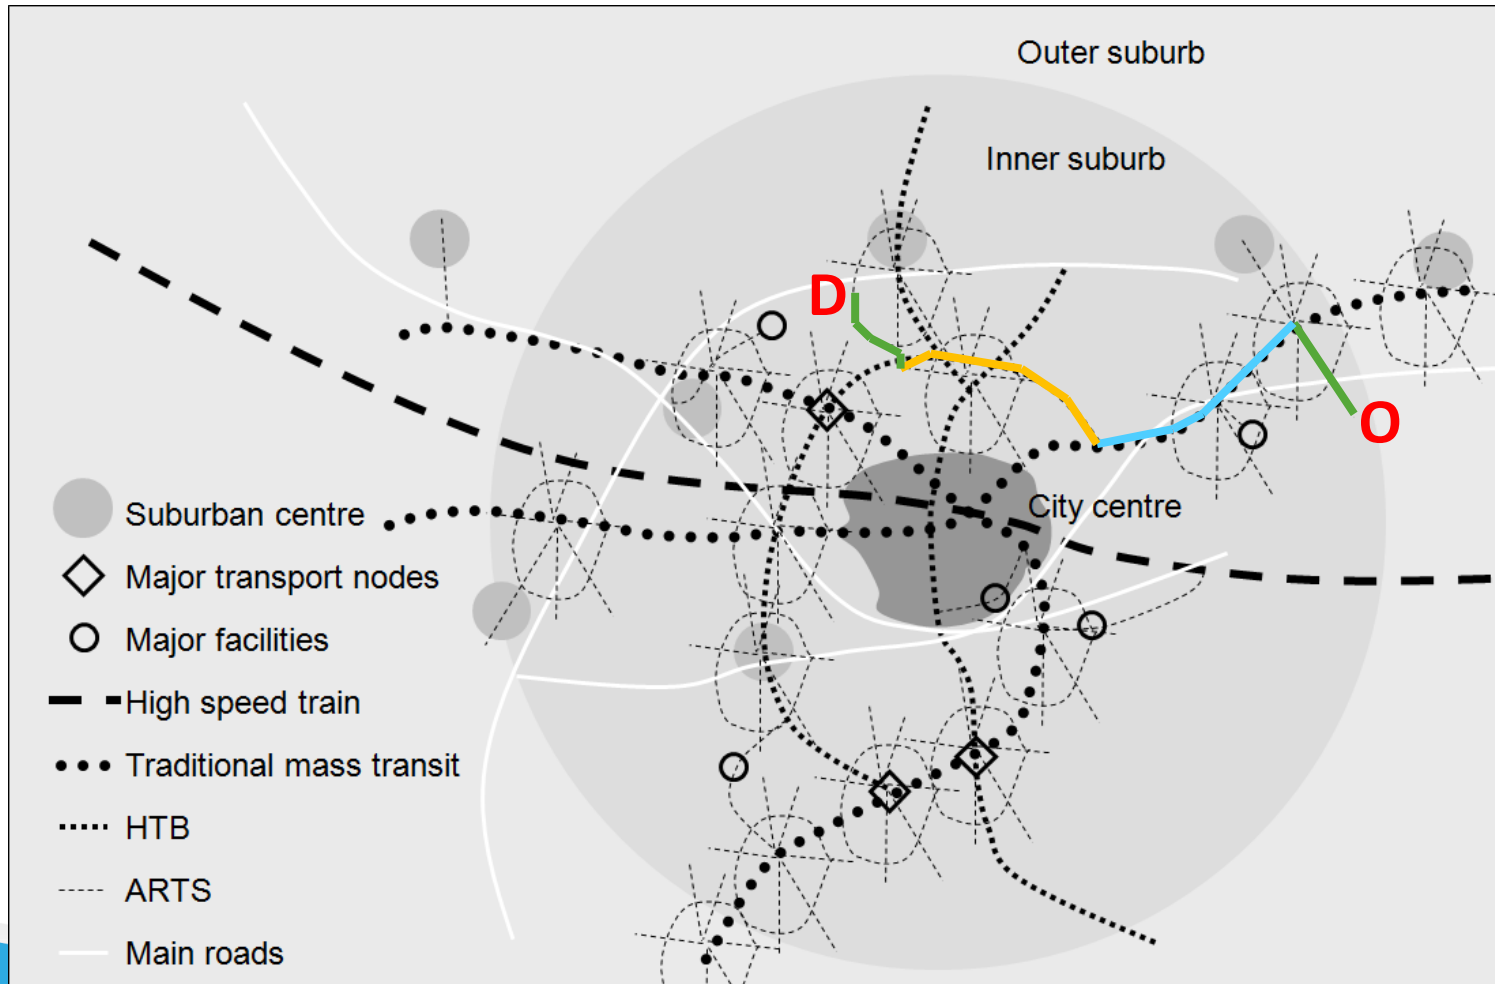 Outer suburb
Inner suburb
D
O
City centre
Suburban centre
Major transport nodes
Major facilities
High speed train
Traditional mass transit
HTB
ARTS
Main roads